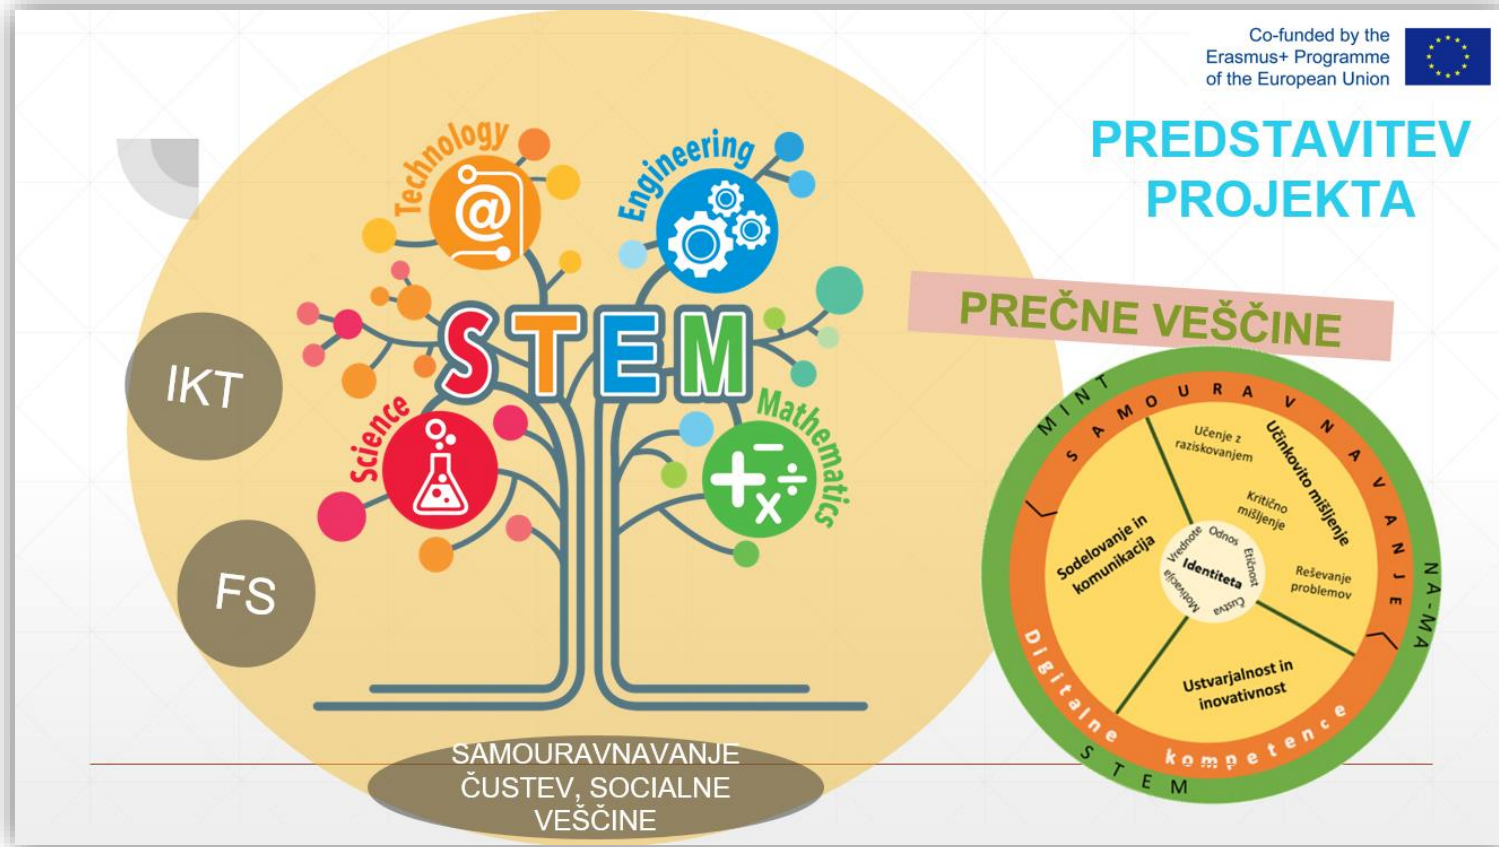 Co-funded by the
Erasmus+ Programme
of the European Union
PREDSTAVITEV
PROJEKTA
Technology
Engineering
STEM
Science
Mathematics
IKT
FS
SAMOURAVNAVANJE
ČUSTEV, SOCIALNE
VEŠČINE
PREČNE VEŠČINE
MINT
NA-MA
STEM
SAMOURAVNAVANJE
Digitalne kompetence
Učenje z
raziskovanjem
Učinkovito mišljenje
Kritično
mišljenje
Reševanje
problemov
Sodelovanje in
komunikacija
Ustvarjalnost in
inovativnost
Identiteta
Vrednote
Odnos
Etičnost
Čustva
Motivacija